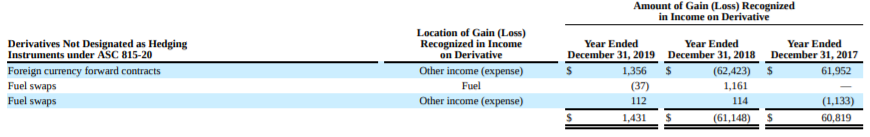 Amount of Gain (Loss) Recognized
in Income on Derivative
Location of Gain (Loss)
Derivatives Not Designated as Hedging Recognized in Income Year Ended Year Ended Year Ended
Instruments under ASC 815-20 on Derivative December 31, 2019 December 31, 2018 December 31, 2017
Foreign currency forward contracts Other income (expense) $ 1,356 $ (62,423) $ 61,952
Fuel swaps Fuel (37) 1,161 —
Fuel swaps Other income (expense) 112 114 (1,133)
$ 1,431 $ (61,148) $ 60,819